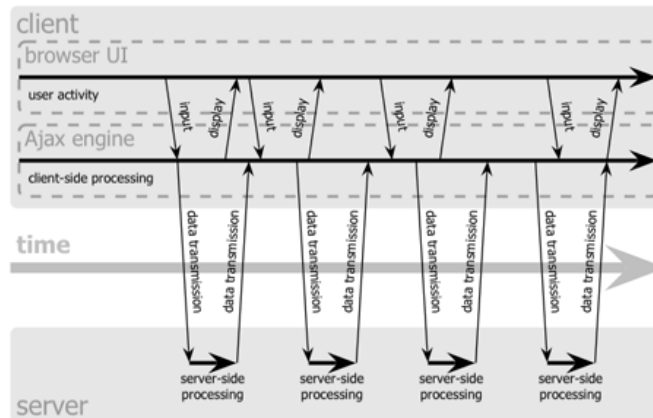 client
browser UI
user activity
input
display
input
display
input
display
input
display
Ajax engine
client-side processing
data transmission
data transmission
data transmission
data transmission
data transmission
data transmission
data transmission
data transmission
time
server-side
processing
server-side
processing
server-side
processing
server-side
processing
server